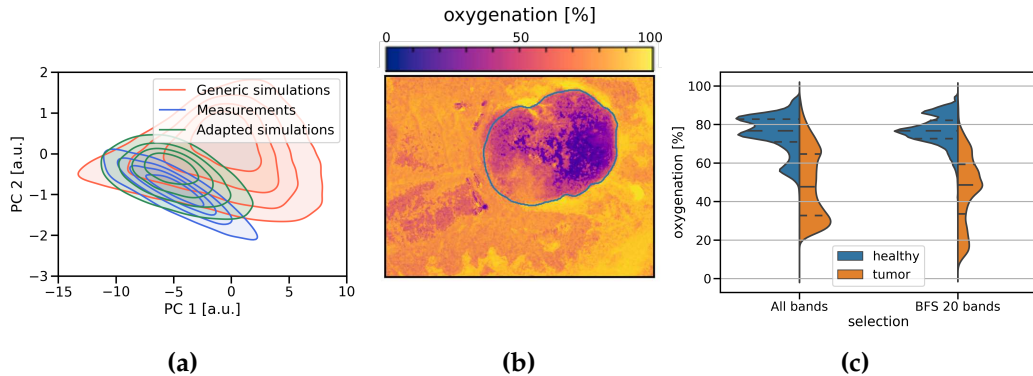 oxygenation [%]
0 50 100
2
1
0
−1
−2
−3
PC 2 [a.u.]
Generic simulations
Measurements
Adapted simulations
−15 −10 −5 0 5 10
PC 1 [a.u.]
100
80
60
40
20
0
oxygenation [%]
healthy
tumor
All bands BFS 20 bands
selection
(a) (b) (c)